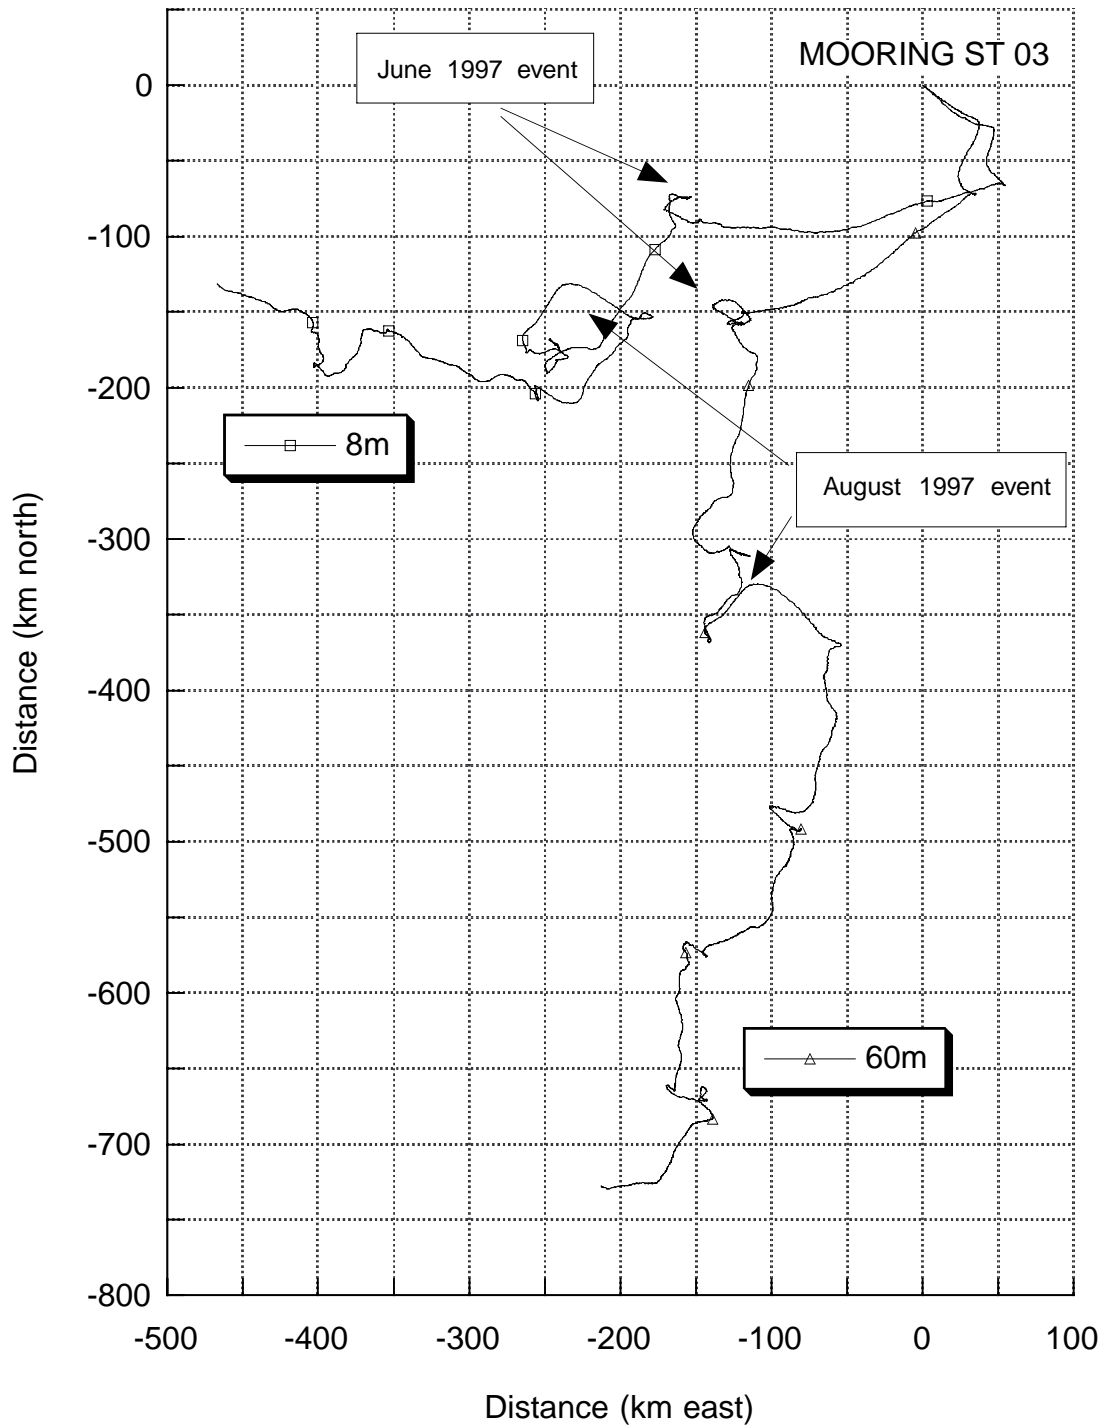 MOORING ST 03
June 1997 event
0
-100
-200
8m
August 1997 event
-300
-400
-500
-600
60m
-700
-800
-500 -400 -300 -200 -100 0 100
Distance (km north)
Distance (km east)